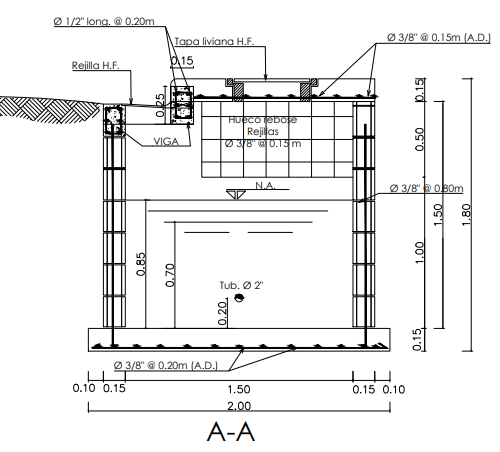 Ø 1/2" long. @ 0.20m
Tapa liviana H.F.
Ø 3/8" @ 0.15m (A.D.)
0.15
Rejilla H.F.
0.25
0.15
Hueco rebose
Rejillas
Ø 3/8" @ 0.15 m
VIGA
0.50
N.A.
Ø 3/8" @ 0.80m
1.50
1.80
0.85
0.70
1.00
Tub. Ø 2"
0.20
0.15
Ø 3/8" @ 0.20m (A.D.)
0.10 0.15 1.50 0.15 0.10
2.00
A-A